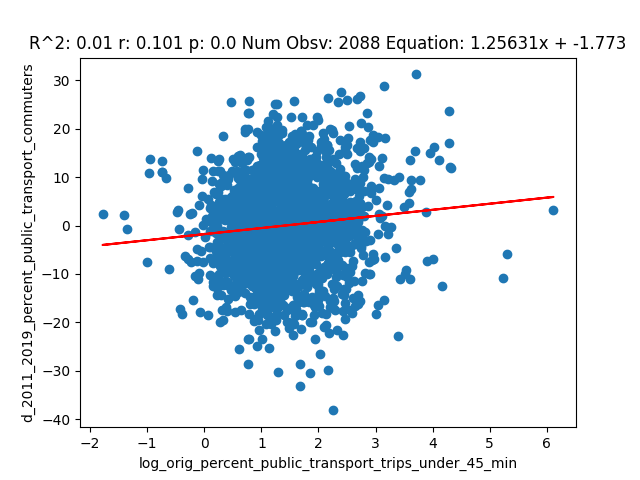 R^2: 0.01 r: 0.101 p: 0.0 Num Obsv: 2088 Equation: 1.25631x + -1.773
d_2011_2019_percent_public_transport_commuters
30
20
10
0
−10
−20
−30
−40
−2 −1 0 1 2 3 4 5 6
log_orig_percent_public_transport_trips_under_45_min